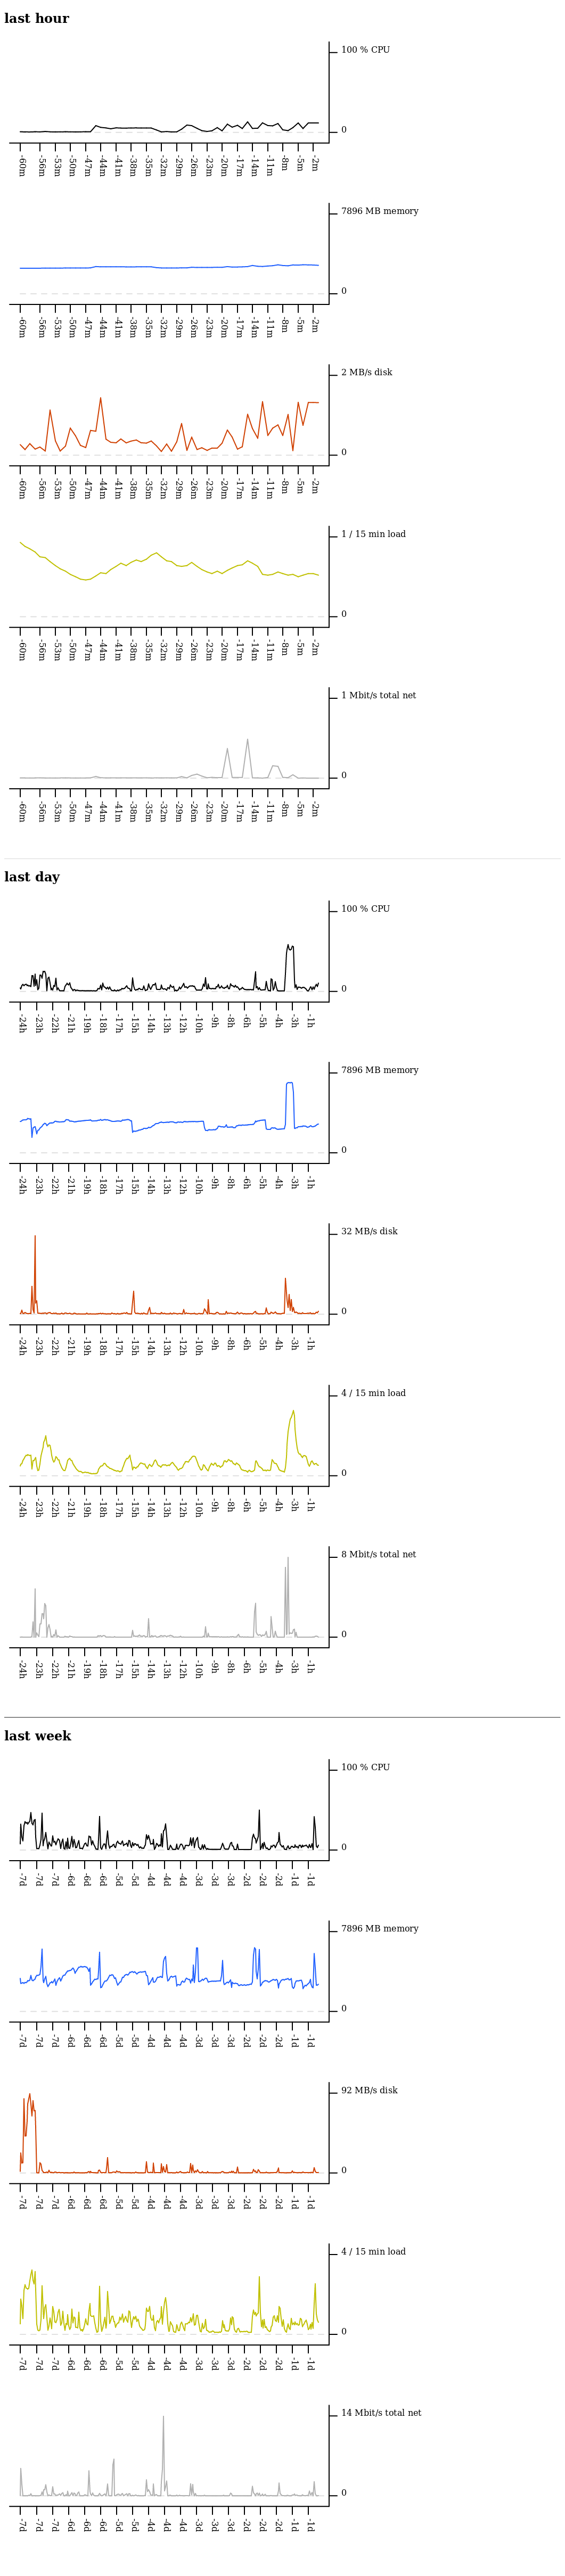 last hour
100 % CPU
0
-60m -56m -53m -50m -47m -44m -41m -38m -35m -32m -29m -26m -23m -20m -17m -14m -11m -8m -5m -2m
7896 MB memory
0
-60m -56m -53m -50m -47m -44m -41m -38m -35m -32m -29m -26m -23m -20m -17m -14m -11m -8m -5m -2m
2 MB/s disk
0
-60m -56m -53m -50m -47m -44m -41m -38m -35m -32m -29m -26m -23m -20m -17m -14m -11m -8m -5m -2m
1 / 15 min load
0
-60m -56m -53m -50m -47m -44m -41m -38m -35m -32m -29m -26m -23m -20m -17m -14m -11m -8m -5m -2m
1 Mbit/s total net
0
-60m -56m -53m -50m -47m -44m -41m -38m -35m -32m -29m -26m -23m -20m -17m -14m -11m -8m -5m -2m
last day
100 % CPU
0
-24h -23h -22h -21h -19h -18h -17h -15h -14h -13h -12h -10h -9h -8h -6h -5h -4h -3h -1h
7896 MB memory
0
-24h -23h -22h -21h -19h -18h -17h -15h -14h -13h -12h -10h -9h -8h -6h -5h -4h -3h -1h
32 MB/s disk
0
-24h -23h -22h -21h -19h -18h -17h -15h -14h -13h -12h -10h -9h -8h -6h -5h -4h -3h -1h
4 / 15 min load
0
-24h -23h -22h -21h -19h -18h -17h -15h -14h -13h -12h -10h -9h -8h -6h -5h -4h -3h -1h
8 Mbit/s total net
0
-24h -23h -22h -21h -19h -18h -17h -15h -14h -13h -12h -10h -9h -8h -6h -5h -4h -3h -1h
last week
100 % CPU
0
-7d -7d -7d -6d -6d -6d -5d -5d -4d -4d -4d -3d -3d -3d -2d -2d -2d -1d -1d
7896 MB memory
0
-7d -7d -7d -6d -6d -6d -5d -5d -4d -4d -4d -3d -3d -3d -2d -2d -2d -1d -1d
92 MB/s disk
0
-7d -7d -7d -6d -6d -6d -5d -5d -4d -4d -4d -3d -3d -3d -2d -2d -2d -1d -1d
4 / 15 min load
0
-7d -7d -7d -6d -6d -6d -5d -5d -4d -4d -4d -3d -3d -3d -2d -2d -2d -1d -1d
14 Mbit/s total net
0
-7d -7d -7d -6d -6d -6d -5d -5d -4d -4d -4d -3d -3d -3d -2d -2d -2d -1d -1d